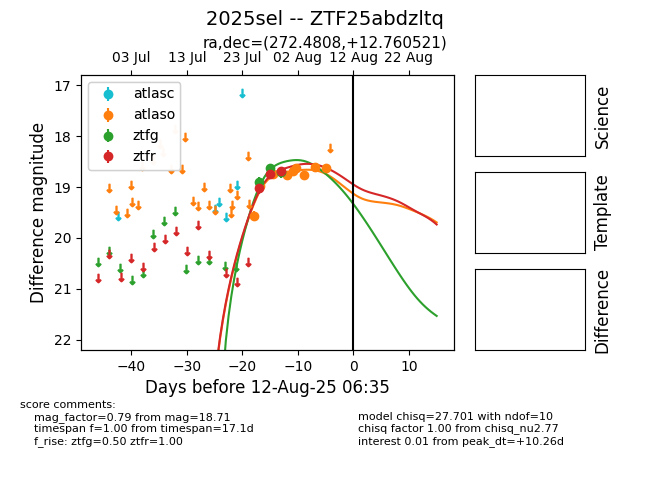 2025sel -- ZTF25abdzltq
ra,dec=(272.4808,+12.760521)
03 Jul 13 Jul 23 Jul 02 Aug 12 Aug 22 Aug
atlasc
atlaso
ztfg
ztfr
17
18
19
20
21
22
Difference magnitude
−40 −30 −20 −10 0 10
Days before 12-Aug-25 06:35
Science
Template
Difference
score comments:
mag_factor=0.79 from mag=18.71
timespan f=1.00 from timespan=17.1d
f_rise: ztfg=0.50 ztfr=1.00
model chisq=27.701 with ndof=10
chisq factor 1.00 from chisq_nu2.77
interest 0.01 from peak_dt=+10.26d